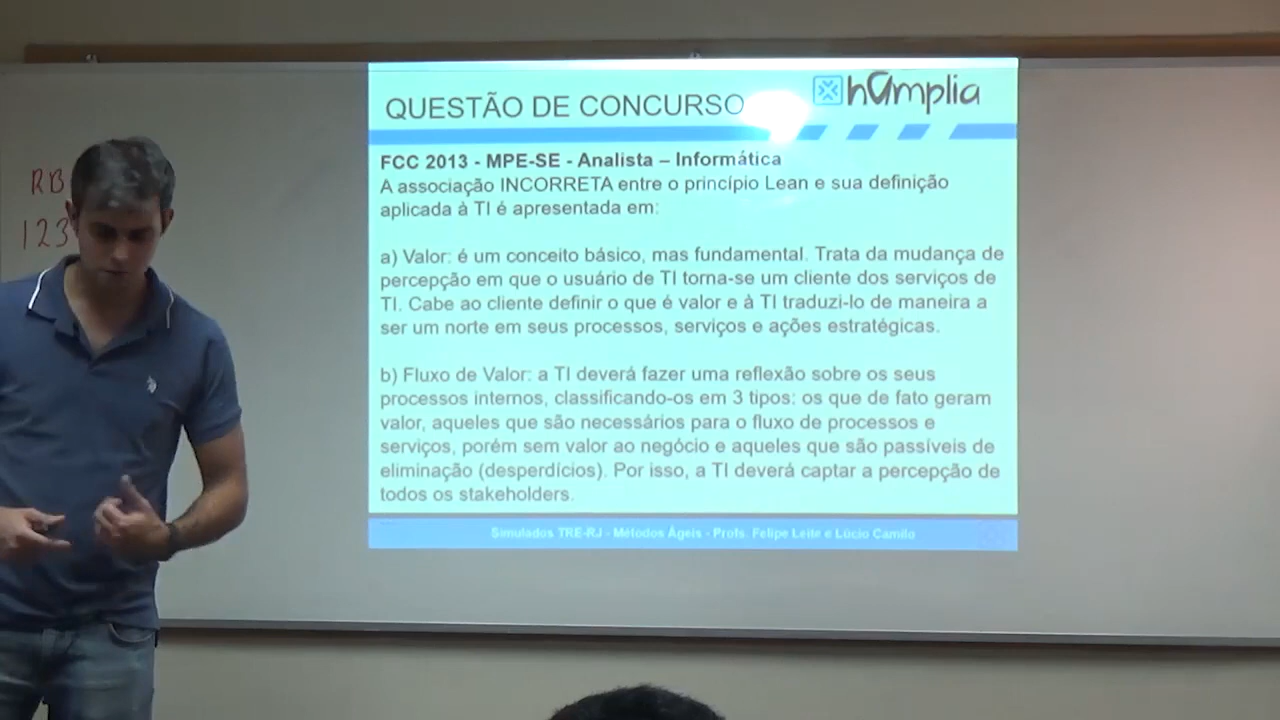 QUESTÃO DE CONCURSO
hamplia
RB
123
FCC 2013 - MPE-SE - Analista – Informática
A associação INCORRETA entre o princípio Lean e sua definição
aplicada à TI é apresentada em:
a) Valor: é um conceito básico, mas fundamental. Trata da mudança de
percepção em que o usuário de TI torna-se um cliente dos serviços de
TI. Cabe ao cliente definir o que é valor e à TI traduzi-lo de maneira a
ser um norte em seus processos, serviços e ações estratégicas.
b) Fluxo de Valor: a TI deverá fazer uma reflexão sobre os seus
processos internos, classificando-os em 3 tipos: os que de fato geram
valor, aqueles que são necessários para o fluxo de processos e
serviços, porém sem valor ao negócio e aqueles que são passíveis de
eliminação (desperdícios). Por isso, a TI deverá captar a percepção de
todos os stakeholders.
Simulados TRE-RJ - Métodos Ágeis - Profs. Felipe Leite e Lúcio Camilo